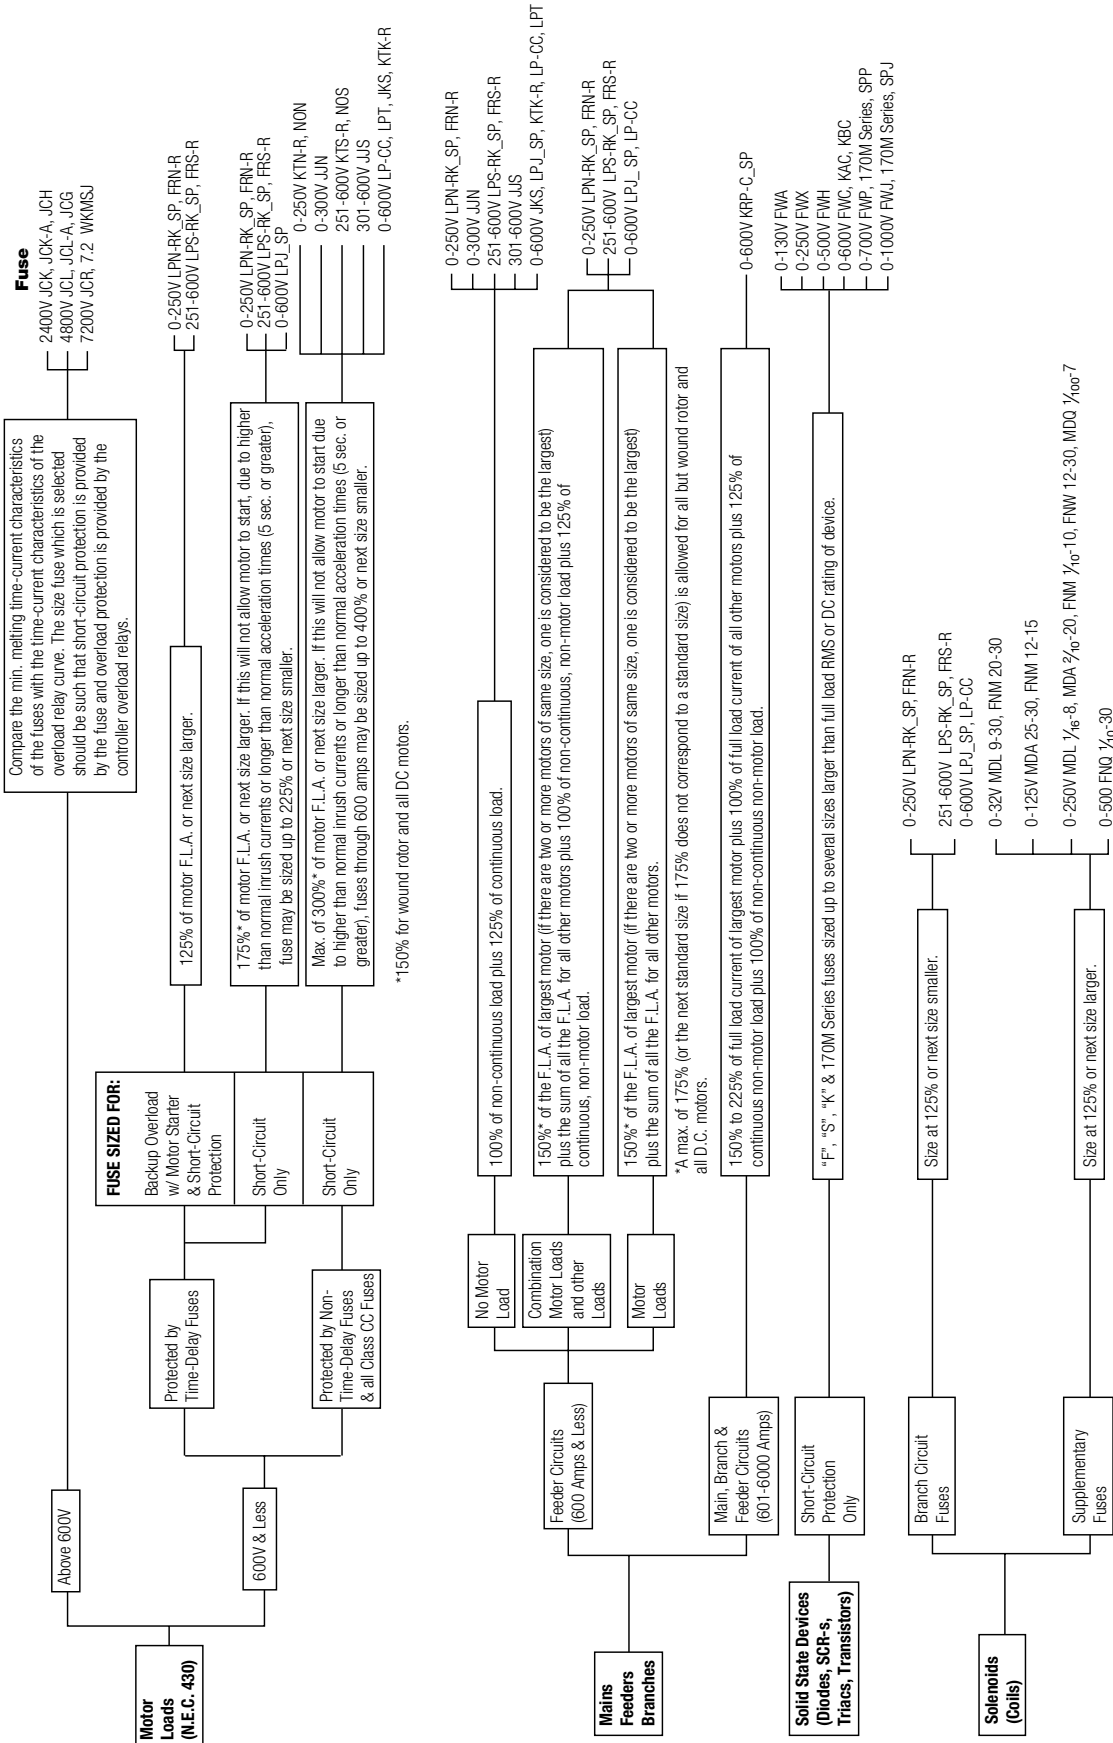 Fuse
Motor
Loads
(N.E.C. 430)
Above 600V
Compare the min. melting time-current characteristics
of the fuses with the time-current characteristics of the
overload relay curve. The size fuse which is selected
should be such that short-circuit protection is provided
by the fuse and overload protection is provided by the
controller overload relays.
2400V JCK, JCK-A, JCH
4800V JCL, JCL-A, JCG
7200V JCR, 7.2 WKMSJ
600V & Less
Protected by
Time-Delay Fuses
FUSE SIZED FOR:
Backup Overload
w/ Motor Starter
& Short-Circuit
Protection
125% of motor F.L.A. or next size larger.
0-250V LPN-RK_SP, FRN-R
251-600V LPS-RK_SP, FRS-R
Short-Circuit
Only
175%* of motor F.L.A. or next size larger. If this will not allow motor to start, due to higher
than normal inrush currents or longer than normal acceleration times (5 sec. or greater),
fuse may be sized up to 225% or next size smaller.
0-250V LPN-RK_SP, FRN-R
251-600V LPS-RK_SP, FRS-R
0-600V LPJ_SP
Protected by Non-
Time-Delay Fuses
& all Class CC Fuses
Short-Circuit
Only
Max. of 300%* of motor F.L.A. or next size larger. If this will not allow motor to start due
to higher than normal inrush currents or longer than normal acceleration times (5 sec. or
greater), fuses through 600 amps may be sized up to 400% or next size smaller.
0-250V KTN-R, NON
0-300V JJN
251-600V KTS-R, NOS
301-600V JJS
0-600V LP-CC, LPT, JKS, KTK-R
*150% for wound rotor and all DC motors.
Mains
Feeders
Branches
Feeder Circuits
(600 Amps & Less)
No Motor
Load
100% of non-continuous load plus 125% of continuous load.
0-250V LPN-RK_SP, FRN-R
0-300V JJN
251-600V LPS-RK_SP, FRS-R
301-600V JJS
0-600V JKS, LPJ_SP, KTK-R, LP-CC, LPT
Combination
Motor Loads
and other
Loads
150%* of the F.L.A. of largest motor (if there are two or more motors of same size, one is considered to be the largest)
plus the sum of all the F.L.A. for all other motors plus 100% of non-continuous, non-motor load plus 125% of
continuous, non-motor load.
0-250V LPN-RK_SP, FRN-R
251-600V LPS-RK_SP, FRS-R
0-600V LPJ_ SP, LP-CC
Motor
Loads
150%* of the F.L.A. of largest motor (if there are two or more motors of same size, one is considered to be the largest)
plus the sum of all the F.L.A. for all other motors.
*A max. of 175% (or the next standard size if 175% does not correspond to a standard size) is allowed for all but wound rotor and
all D.C. motors.
Main, Branch &
Feeder Circuits
(601-6000 Amps)
150% to 225% of full load current of largest motor plus 100% of full load current of all other motors plus 125% of
continuous non-motor load plus 100% of non-continuous non-motor load.
0-600V KRP-C_SP
Solid State Devices
(Diodes, SCR-s,
Triacs, Transistors)
Short-Circuit
Protection
Only
"F", "S", "K" & 170M Series fuses sized up to several sizes larger than full load RMS or DC rating of device.
0-130V FWA
0-250V FWX
0-500V FWH
0-600V FWC, KAC, KBC
0-700V FWP, 170M Series, SPP
0-1000V FWJ, 170M Series, SPJ
Solenoids
(Coils)
Branch Circuit
Fuses
Size at 125% or next size smaller.
0-250V LPN-RK_SP, FRN-R
251-600V LPS-RK_SP, FRS-R
0-600V LPJ_SP, LP-CC
Supplementary
Fuses
Size at 125% or next size larger.
0-32V MDL 9-30, FNM 20-30
0-125V MDA 25-30, FNM 12-15
0-250V MDL 1⁄16-8, MDA 2⁄10-20, FNM 1⁄10-10, FNW 12-30, MDQ 1⁄100-7
0-500 FNQ 1⁄10-30